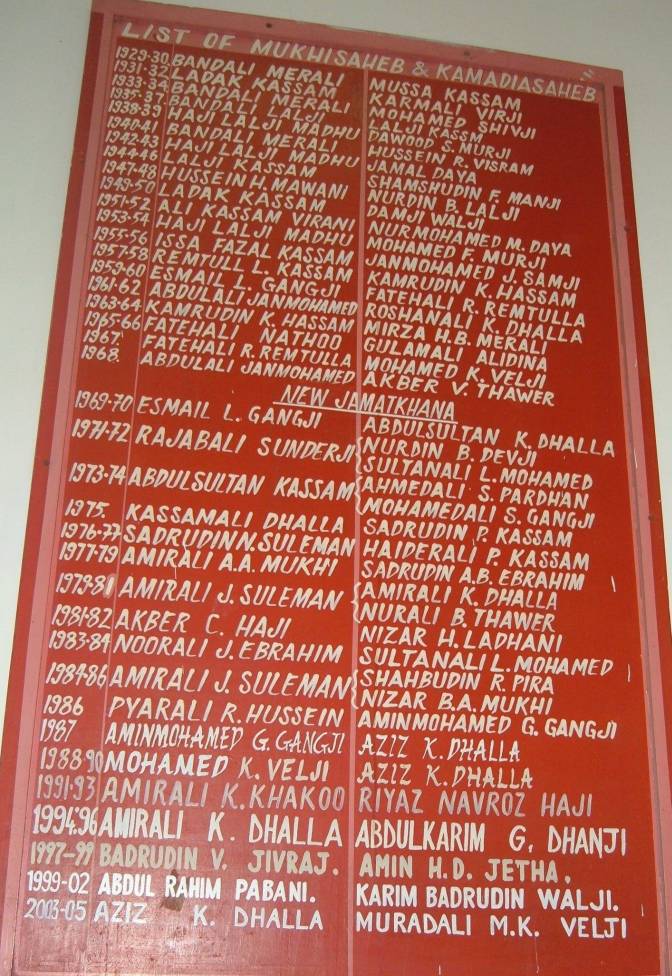 LIST OF MUKHISAHEB & KAMADIASAHEB
1929-30 BANDALI MERALI MUSSA KASSAM
1931-32 LADAK KASSAM KARMALI VIRJI
1933-34 BANDALI MERALI MOHAMED SHIVJI
1935-37 BANDALI LALJI LALJI KASSM
1938-39 HAJI LALJI MADHU DAWOOD S. MURJI
1940-41 BANDALI MERALI HUSSEIN R. VISRAM
1942-43 HAJI LALJI MADHU JAMAL DAYA
1944-46 LALJI KASSAM SHAMSHUDIN F. MANJI
1947-48 HUSSEIN H. MAWANI NURDIN B. LALJI
1949-50 LADAK KASSAM DAMJI WALJI
1951-52 ALI KASSAM VIRANI NURMOHAMED M. DAYA
1953-54 HAJI LALJI MADHU MOHAMED F. MURJI
1955-56 ISSA FAZAL KASSAM JANMOHAMED J. SAMJI
1957-58 REMTULL L. KASSAM KAMRUDIN K. HASSAM
1959-60 ESMAIL L. GANGJI FATEHALI R. REMTULLA
1961-62 ABDULALI JANMOHAMED ROSHANALI K. DHALLA
1963-64 KAMRUDIN K. HASSAM MIRZA H.B. MERALI
1965-66 FATEHALI NATHOO GULAMALI ALIDINA
1967. FATEHALI R. REMTULLA MOHAMED K. VELJI
1968. ABDULALI JANMOHAMED AKBER V. THAWER
NEW JAMATKHANA
1969-70 ESMAIL L. GANGJI ABDULSULTAN K. DHALLA
1971-72 RAJABALI SUNDERJI { NURDIN B. DEVJI
SULTANALI L. MOHAMED
1973-74 ABDULSULTAN KASSAM { AHMEDALI S. PARDHAN
MOHAMEDALI S. GANGJI
1975. KASSAMALI DHALLA SADRUDIN P. KASSAM
1976-77 SADRUDIN N. SULEMAN HAIDERALI P. KASSAM
1977-79 AMIRALI A.A. MUKHI SADRUDIN A.B. EBRAHIM
1979-81 AMIRALI J. SULEMAN { AMIRALI K. DHALLA
NURALI B. THAWER
1981-82 AKBER C. HAJI NIZAR H. LADHANI
1983-84 NOORALI J. EBRAHIM SULTANALI L. MOHAMED
1984-86 AMIRALI J. SULEMAN { SHAHBUDIN R. PIRA
NIZAR B.A. MUKHI
1986 PYARALI R. HUSSEIN AMINMOHAMED G. GANGJI
1987 AMINMOHAMED G. GANGJI AZIZ K. DHALLA
1988-90 MOHAMED K. VELJI AZIZ K. DHALLA
1991-93 AMIRALI K. KHAKOO RIYAZ NAVROZ HAJI
1994-96 AMIRALI K. DHALLA ABDULKARIM G. DHANJI
1997-99 BADRUDIN V. JIVRAJ. AMIN H.D. JETHA.
1999-02 ABDUL RAHIM PABANI. KARIM BADRUDIN WALJI.
2003-05 AZIZ K. DHALLA MURADALI M.K. VELJI